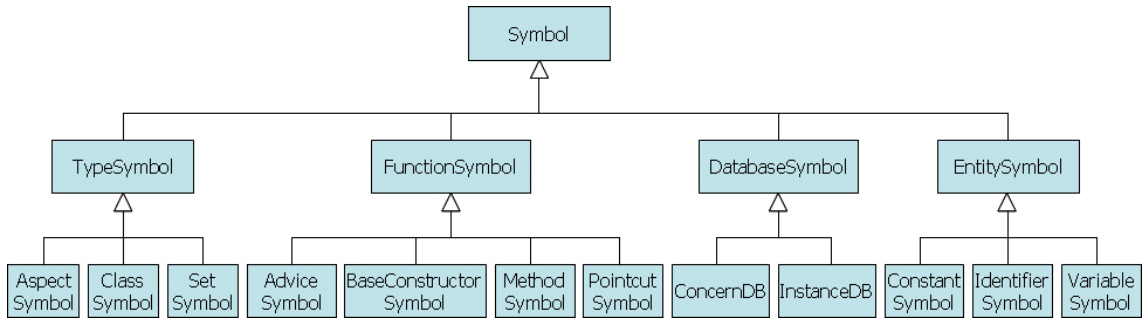 Symbol
TypeSymbol
FunctionSymbol
DatabaseSymbol
EntitySymbol
Aspect
Symbol
Class
Symbol
Set
Symbol
Advice
Symbol
BaseConstructor
Symbol
Method
Symbol
Pointcut
Symbol
ConcernDB
InstanceDB
Constant
Symbol
Identifier
Symbol
Variable
Symbol